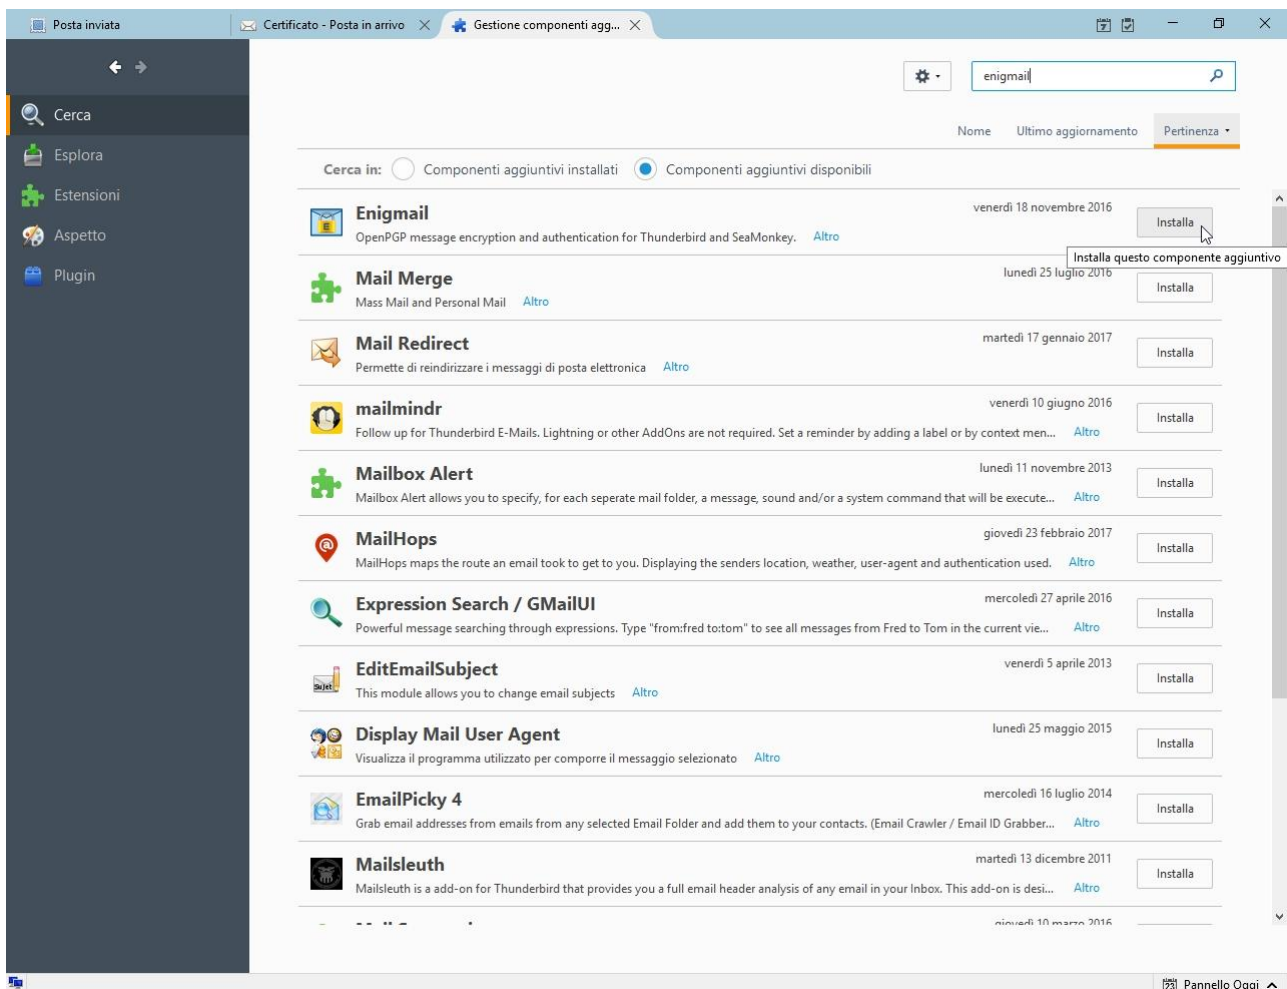 Posta inviata
Certificato - Posta in arrivo
Gestione componenti agg...
enigmail
Cerca
Esplora
Estensioni
Aspetto
Plugin
Nome Ultimo aggiornamento Pertinenza
Cerca in: Componenti aggiuntivi installati Componenti aggiuntivi disponibili
Enigmail venerdì 18 novembre 2016 Installa
OpenPGP message encryption and authentication for Thunderbird and SeaMonkey. Altro
Installa questo componente aggiuntivo
Mail Merge lunedì 25 luglio 2016 Installa
Mass Mail and Personal Mail Altro
Mail Redirect martedì 17 gennaio 2017 Installa
Permette di reindirizzare i messaggi di posta elettronica Altro
mailmindr venerdì 10 giugno 2016 Installa
Follow up for Thunderbird E-Mails. Lightning or other AddOns are not required. Set a reminder by adding a label or by context men... Altro
Mailbox Alert lunedì 11 novembre 2013 Installa
Mailbox Alert allows you to specify, for each seperate mail folder, a message, sound and/or a system command that will be execute... Altro
MailHops giovedì 23 febbraio 2017 Installa
MailHops maps the route an email took to get to you. Displaying the senders location, weather, user-agent and authentication used. Altro
Expression Search / GMailUI mercoledì 27 aprile 2016 Installa
Powerful message searching through expressions. Type "from:fred to:tom" to see all messages from Fred to Tom in the current vie... Altro
EditEmailSubject venerdì 5 aprile 2013 Installa
This module allows you to change email subjects Altro
Display Mail User Agent lunedì 25 maggio 2015 Installa
Visualizza il programma utilizzato per comporre il messaggio selezionato Altro
EmailPicky 4 mercoledì 16 luglio 2014 Installa
Grab email addresses from emails from any selected Email Folder and add them to your contacts. (Email Crawler / Email ID Grabber... Altro
Mailsleuth martedì 13 dicembre 2011 Installa
Mailsleuth is a add-on for Thunderbird that provides you a full email header analysis of any email in your Inbox. This add-on is desi... Altro
giovedì 10 marzo 2016
Pannello Oggi